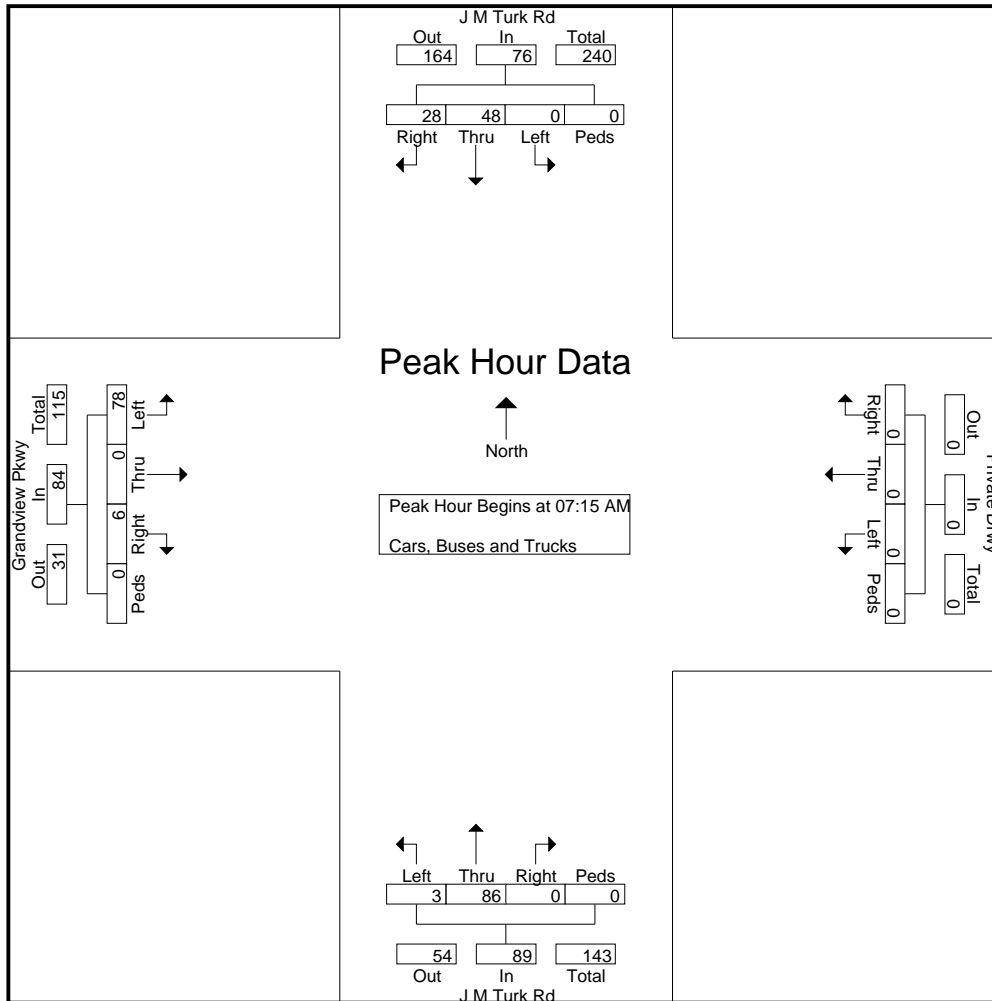 J M Turk Rd
Out In Total
164 76 240
28 48 0 0
Right Thru Left Peds
Peak Hour Data
North
Peak Hour Begins at 07:15 AM
Cars, Buses and Trucks
Grandview Pkwy
Total In Out
115 84 31
78 0 6 0
Left Thru Right Peds
Right Thru Left Peds
0 0 0 0
0 0 0
Out In Total
Private Drwy
Left Thru Right Peds
3 86 0 0
54 89 143
Out In Total
J M Turk Rd